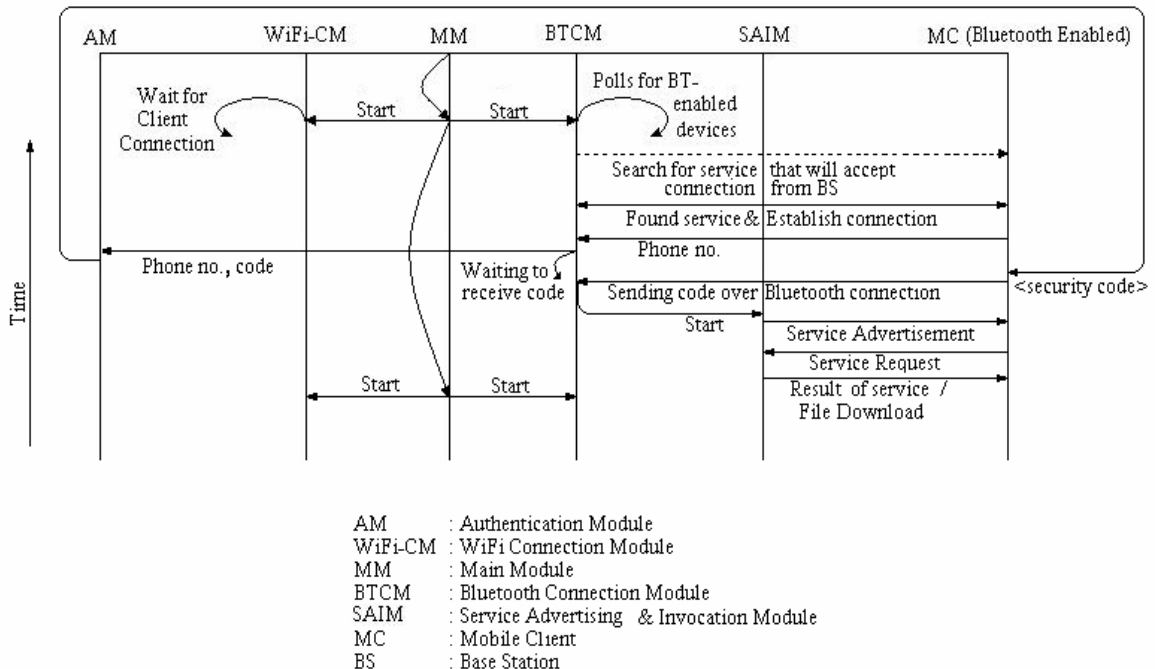 AM WiFi-CM MM BTCM SAIM MC (Bluetooth Enabled)
Wait for
Client
Connection
Start
Start
Polls for BT-
enabled
devices
Search for service that will accept
connection from BS
Found service & Establish connection
Phone no.
Phone no., code
Waiting to
receive code
Sending code over Bluetooth connection
<security code>
Start
Service Advertisement
Service Request
Start
Start
Result of service /
File Download
Time
AM : Authentication Module
WiFi-CM : WiFi Connection Module
MM : Main Module
BTCM : Bluetooth Connection Module
SAIM : Service Advertising & Invocation Module
MC : Mobile Client
BS : Base Station